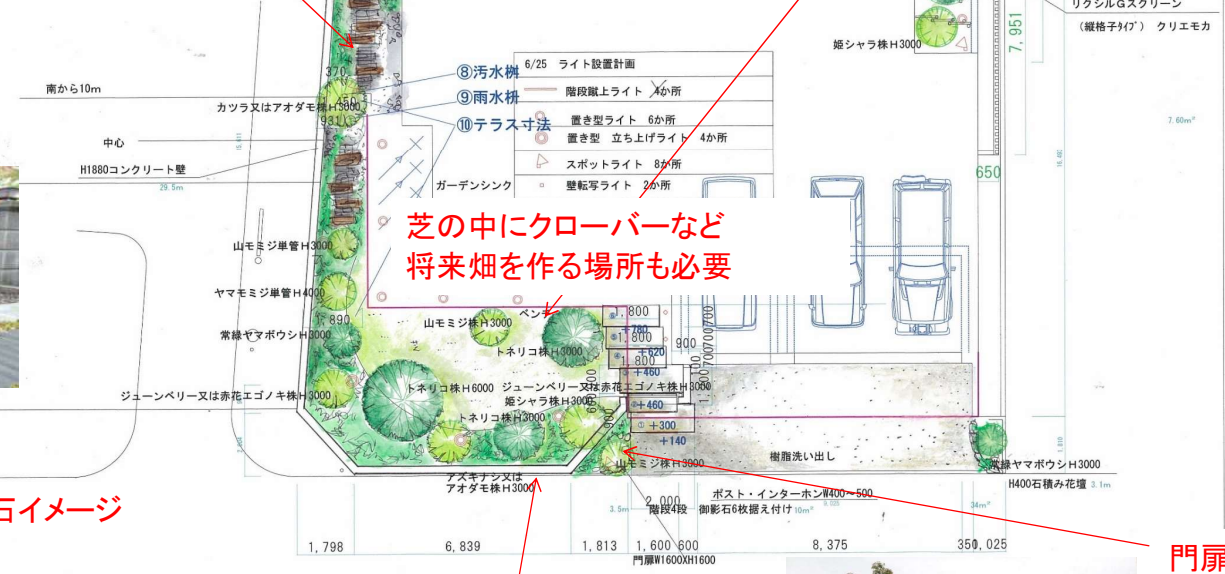 リクシルGスクリーン
（縦格子ﾀｲﾌﾟ） クリエモカ
7,951
姫シャラ株H3000
7.60m²
650
6/25 ライト設置計画
階段蹴上ライト 4か所
置き型ライト 6か所
置き型 立ち上げライト 4か所
スポットライト 8か所
壁転写ライト 2か所
⑧汚水桝
⑨雨水枡
⑩テラス寸法
ガーデンシンク
370
450
931
南から10m
カツラ又はアオダモ株H3000
中心
H1880コンクリート壁
29.5m
芝の中にクローバーなど
将来畑を作る場所も必要
山モミジ単管H3000
ヤマモミジ単管H4000
890
常緑ヤマボウシH3000
ジューンベリー又は赤花エゴノキ株H3000
山モミジ株H3000
ベンチ
トネリコ株H3000
トネリコ株H6000
ジューンベリー又は赤花エゴノキ株H3000
姫シャラ株H3000
トネリコ株H3000
1,800
+780
1,800
+620
1,800
+460
+460
① +300
+140
900
700
700
900
山モミジ株H3000
樹脂洗い出し
常緑ヤマボウシH3000
H400石積み花壇 3.1m
アズキナシ又は
アオダモ株H3000
石イメージ
2,000
3.5m
階段4段 御影石6枚据え付け
10m²
ポスト・インターホンW400～500
34m²
1,798
6,839
1,813
1,600
600
8,375
350
1,025
門扉W1600XH1600
門扉